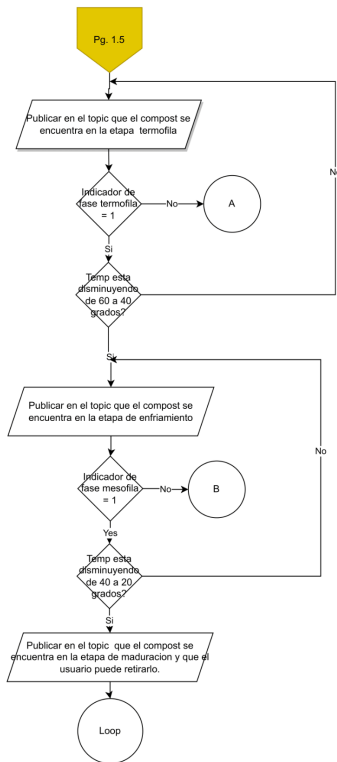 Pg. 1.5
Publicar en el topic que el compost se
encuentra en la etapa termofila
Indicador de
fase termofila
= 1
No
A
Si
Temp esta
disminuyendo
de 60 a 40
grados?
No
Si
Publicar en el topic que el compost se
encuentra en la etapa de enfriamiento
Indicador de
fase mesofila
= 1
No
B
Yes
Temp esta
disminuyendo
de 40 a 20
grados?
No
Si
Publicar en el topic que el compost se
encuentra en la etapa de maduracion y que el
usuario puede retirarlo.
Loop